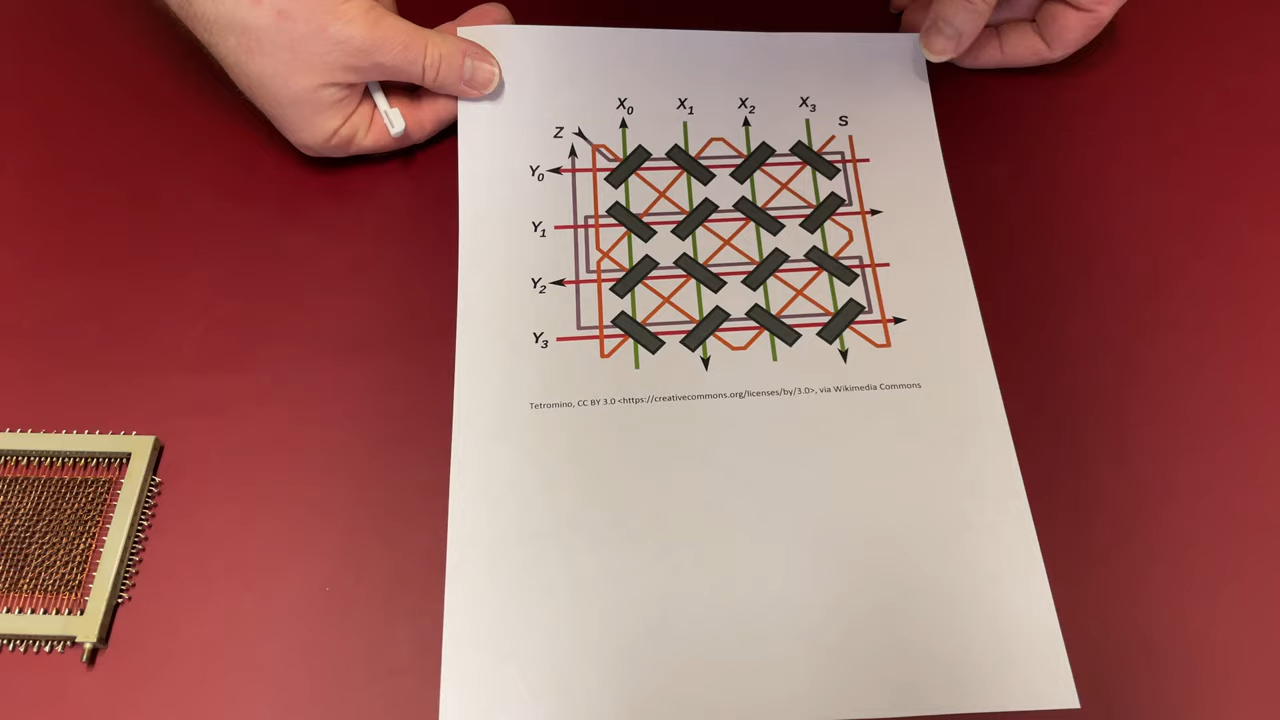 X0 X1 X2 X3
S
Z
Y0
Y1
Y2
Y3
Tetromino, CC BY 3.0 <https://creativecommons.org/licenses/by/3.0>, via Wikimedia Commons